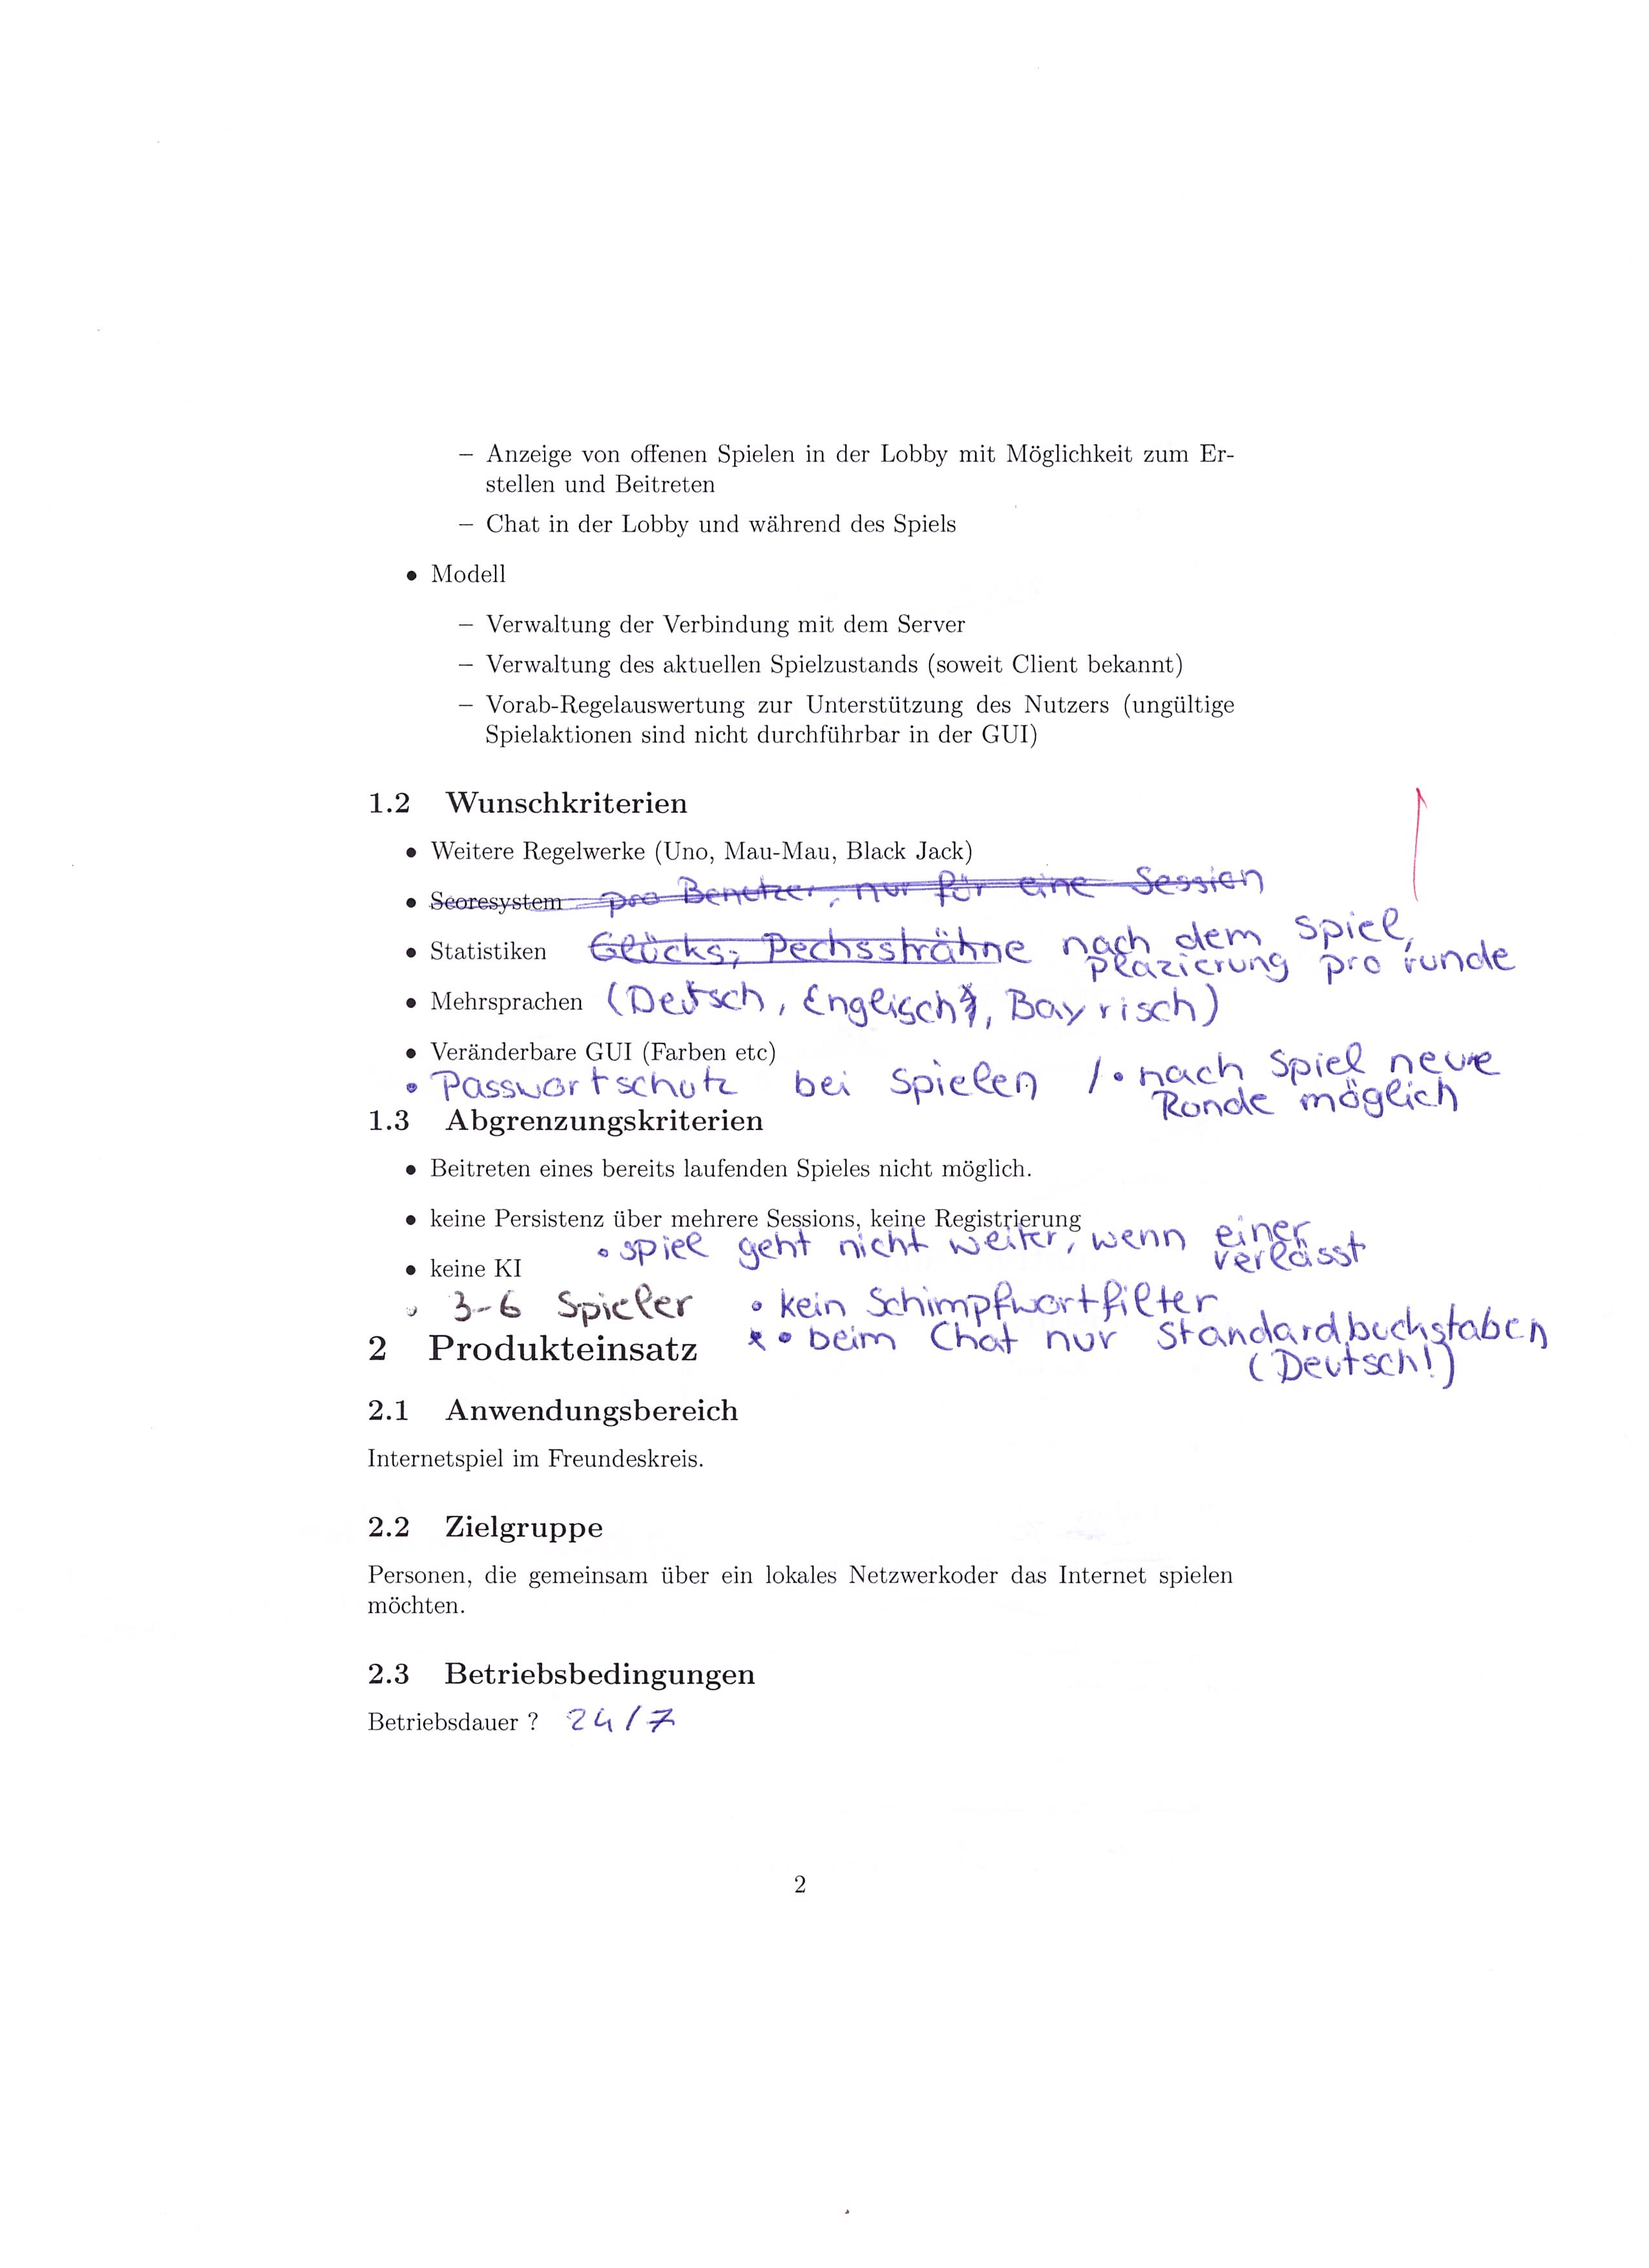 – Anzeige von offenen Spielen in der Lobby mit Möglichkeit zum Er-
stellen und Beitreten
– Chat in der Lobby und während des Spiels
• Modell
– Verwaltung der Verbindung mit dem Server
– Verwaltung des aktuellen Spielzustands (soweit Client bekannt)
– Vorab-Regelauswertung zur Unterstützung des Nutzers (ungültige
Spielaktionen sind nicht durchführbar in der GUI)
1.2 Wunschkriterien
• Weitere Regelwerke (Uno, Mau-Mau, Black Jack)
• Scoresystem pro Benutzer, nur für eine Session
• Statistiken Glücks, Pechssträhne nach dem Spiel,
plazierung pro runde
• Mehrsprachen (Deutsch, Englisch, Bayrisch)
• Veränderbare GUI (Farben etc)
• Passwortschutz bei Spielen / • nach Spiel neue
Runde möglich
1.3 Abgrenzungskriterien
• Beitreten eines bereits laufenden Spieles nicht möglich.
• keine Persistenz über mehrere Sessions, keine Registrierung
• spiel geht nicht weiter, wenn einer
verlässt
• keine KI
• 3-6 Spieler • kein Schimpfwortfilter
• beim Chat nur Standardbuchstaben
(Deutsch!)
2 Produkteinsatz
2.1 Anwendungsbereich
Internetspiel im Freundeskreis.
2.2 Zielgruppe
Personen, die gemeinsam über ein lokales Netzwerkoder das Internet spielen
möchten.
2.3 Betriebsbedingungen
Betriebsdauer ? 24/7
2